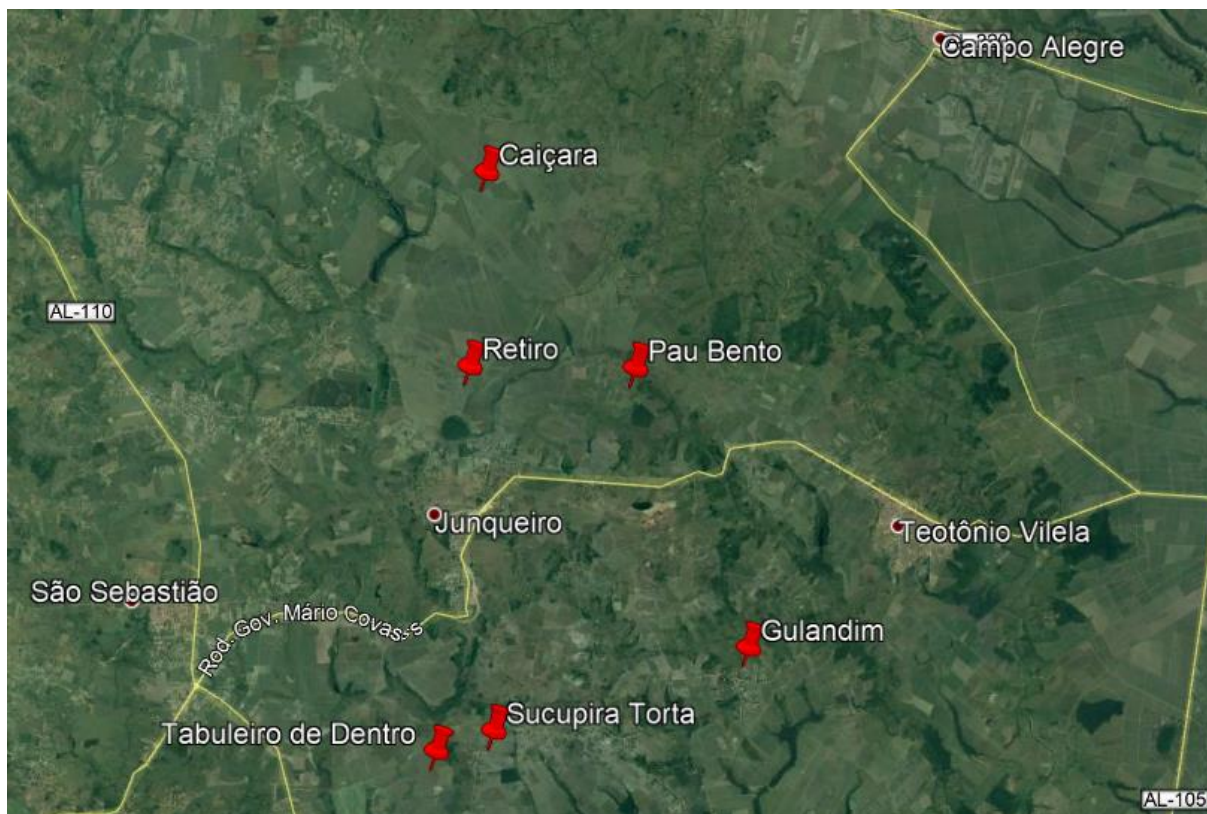 Campo Alegre
Caiçara
AL-110
Retiro
Pau Bento
Junqueiro
Teotônio Vilela
São Sebastião
Rod. Gov. Mário Covas
Gulandim
Sucupira Torta
Tabuleiro de Dentro
AL-105